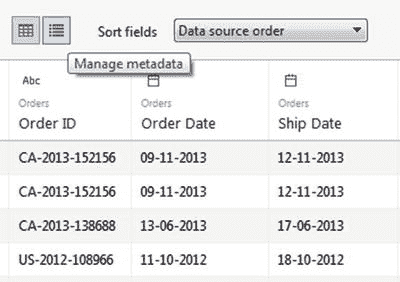 Sort fields Data source order
Manage metadata
Abc
Orders Orders Orders
Order ID Order Date Ship Date
CA-2013-152156 09-11-2013 12-11-2013
CA-2013-152156 09-11-2013 12-11-2013
CA-2013-138688 13-06-2013 17-06-2013
US-2012-108966 11-10-2012 18-10-2012